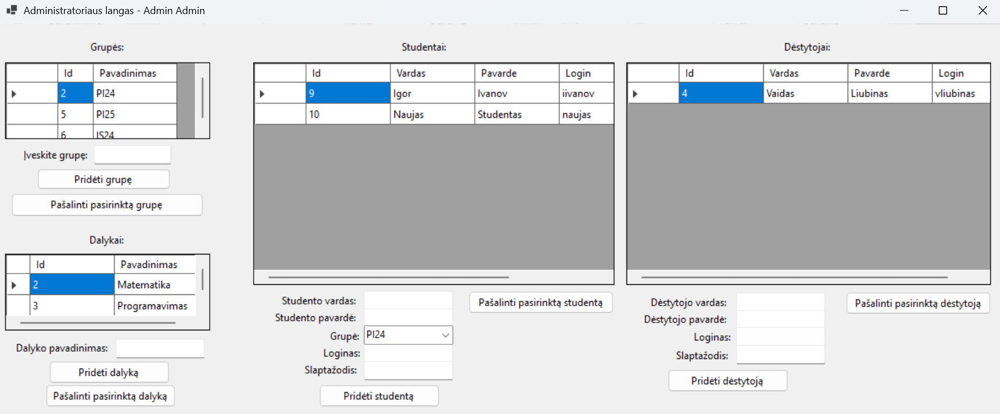 Administratoriaus langas - Admin Admin
Grupės:
Id Pavadinimas
2 PI24
5 PI25
6 IS24
Įveskite grupę:
Pridėti grupę
Pašalinti pasirinktą grupę
Dalykai:
Id Pavadinimas
2 Matematika
3 Programavimas
Dalyko pavadinimas:
Pridėti dalyką
Pašalinti pasirinktą dalyką
Studentai:
Id Vardas Pavarde Login
9 Igor Ivanov iivanov
10 Naujas Studentas naujas
Studento vardas:
Studento pavardė:
Grupė: PI24
Loginas:
Slaptažodis:
Pridėti studentą
Pašalinti pasirinktą studentą
Dėstytojai:
Id Vardas Pavarde Login
4 Vaidas Liubinas vliubinas
Dėstytojo vardas:
Dėstytojo pavardė:
Loginas:
Slaptažodis:
Pridėti dėstytoją
Pašalinti pasirinktą dėstytoją